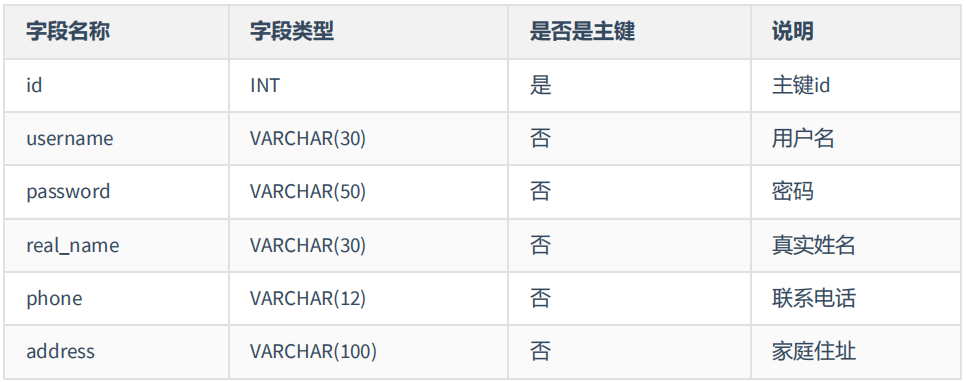 字段名称 字段类型 是否是主键 说明
id INT 是 主键id
username VARCHAR(30) 否 用户名
password VARCHAR(50) 否 密码
real_name VARCHAR(30) 否 真实姓名
phone VARCHAR(12) 否 联系电话
address VARCHAR(100) 否 家庭住址